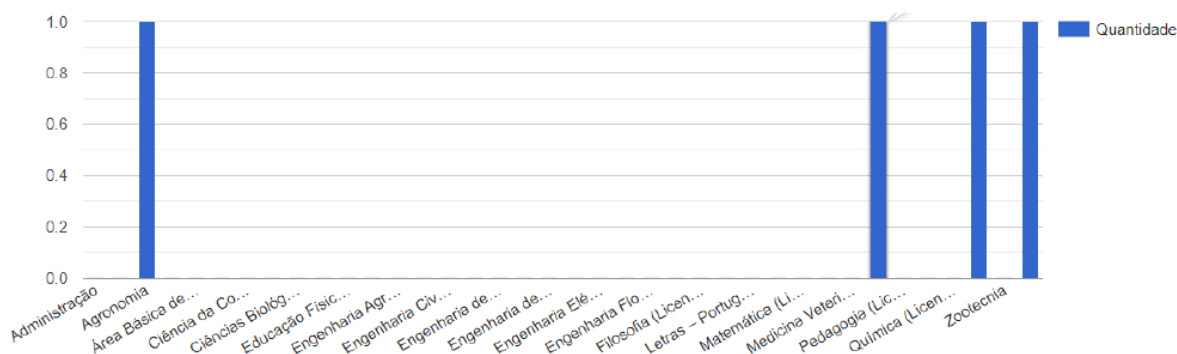 1.0
Quantidade
0.8
0.6
0.4
0.2
0.0
Administração
Agronomia
Área Básica de...
Ciência da Co...
Ciências Biológ...
Educação Físic...
Engenharia Agr...
Engenharia Civ...
Engenharia de...
Engenharia de...
Engenharia Elé...
Engenharia Flo...
Filosofia (Licen...
Letras – Portug...
Matemática (Li...
Medicina Veteri...
Pedagogia (Lic...
Química (Licen...
Zootecnia